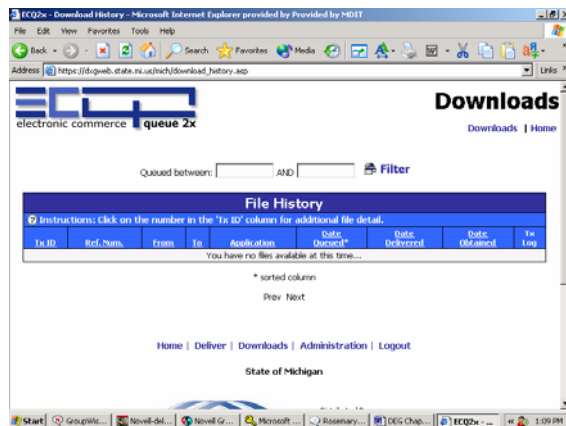 ECQ2x - Download History - Microsoft Internet Explorer provided by Provided by MDIT
File Edit View Favorites Tools Help
Back Search Favorites Media
Address https://dxgweb.state.mi.us/mich/download_history.asp Links
ECQ
electronic commerce queue 2x
Downloads
Downloads | Home
Queued between: AND Filter
File History
Instructions: Click on the number in the 'Tx ID' column for additional file detail.
Tx ID Ref. Num. From To Application Date Queued* Date Delivered Date Obtained Tx Log
You have no files available at this time...
* sorted column
Prev Next
Home | Deliver | Downloads | Administration | Logout
State of Michigan
Start GroupWis... Novell-del... Novell Gr... Microsoft ... Rosemary... DEG Chap... ECQ2x - ... 1:09 PM